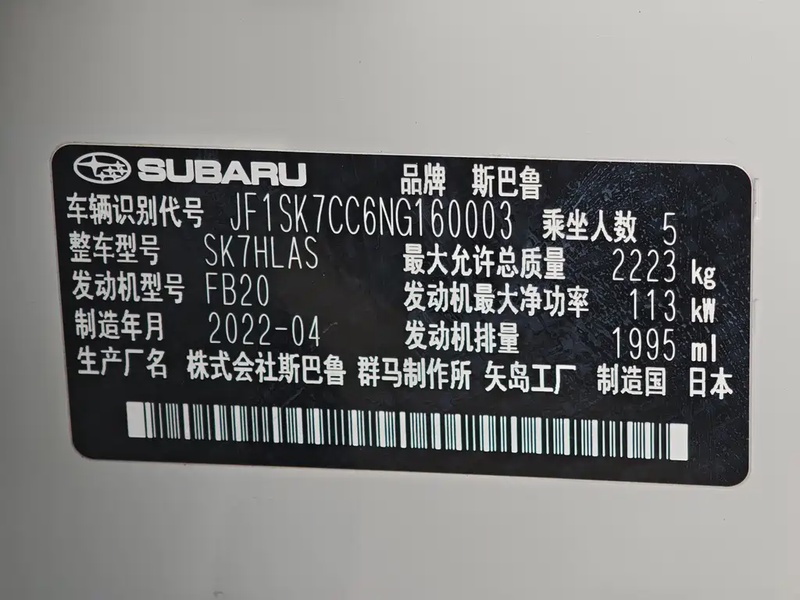 SUBARU 品牌 斯巴鲁
车辆识别代号 JF1SK7CC6NG160003 乘坐人数 5
整车型号 SK7HLAS 最大允许总质量 2223 kg
发动机型号 FB20 发动机最大净功率 113 kW
制造年月 2022-04 发动机排量 1995 ml
生产厂名 株式会社斯巴鲁 群马制作所 矢岛工厂 制造国 日本